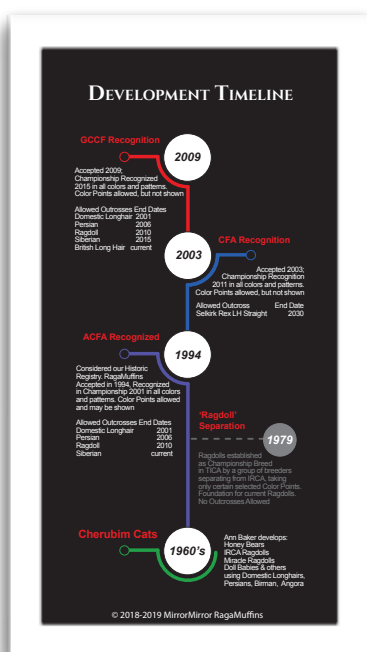 Development Timeline
GCCF Recognition
2009
Accepted 2009;
Championship Recognized
2015 in all colors and patterns.
Color Points allowed, but not shown
Allowed Outrosses End Dates
Domestic Longhair 2001
Persian 2006
Ragdoll 2010
Siberian 2015
British Long Hair current
2003
CFA Recognition
Accepted 2003;
Championship Recognition
2011 in all colors and patterns.
Color Points allowed, but not shown
Allowed Outcross End Date
Selkirk Rex LH Straight 2030
ACFA Recognized
1994
Considered our Historic
Registry. RagaMuffins
Accepted in 1994, Recognized
in Championship 2001 in all colors
and patterns. Color Points allowed
and may be shown
Allowed Outcrosses End Dates
Domestic Longhair 2001
Persian 2006
Ragdoll 2010
Siberian current
‘Ragdoll’
Separation
1979
Ragdolls established
as Championship Breed
in TICA by a group of breeders
separating from IRCA, taking
only certain selected Color Points.
Foundation for current Ragdolls.
No Outcrosses Allowed
Cherubim Cats
1960's
Ann Baker develops:
Honey Bears
IRCA Ragdolls
Miracle Ragdolls
Doll Babies & others
using Domestic Longhairs,
Persians, Birman, Angora
© 2018-2019 MirrorMirror RagaMuffins